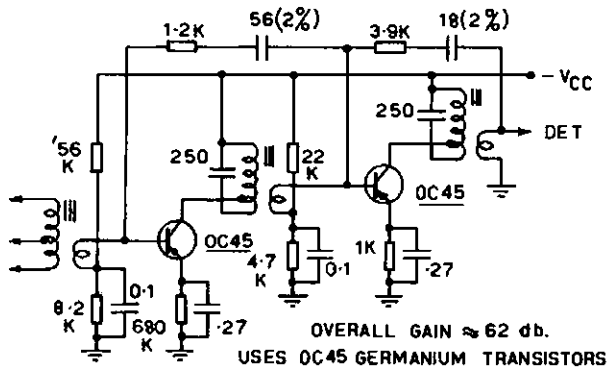 1·2K
56(2%)
3·9K
18(2%)
– VCC
250
DET
'56
K
250
22
K
OC45
OC45
8·2
K
0·1
680
K
·27
4·7
K
0·1
1K
·27
OVERALL GAIN ≈ 62 db.
USES OC45 GERMANIUM TRANSISTORS